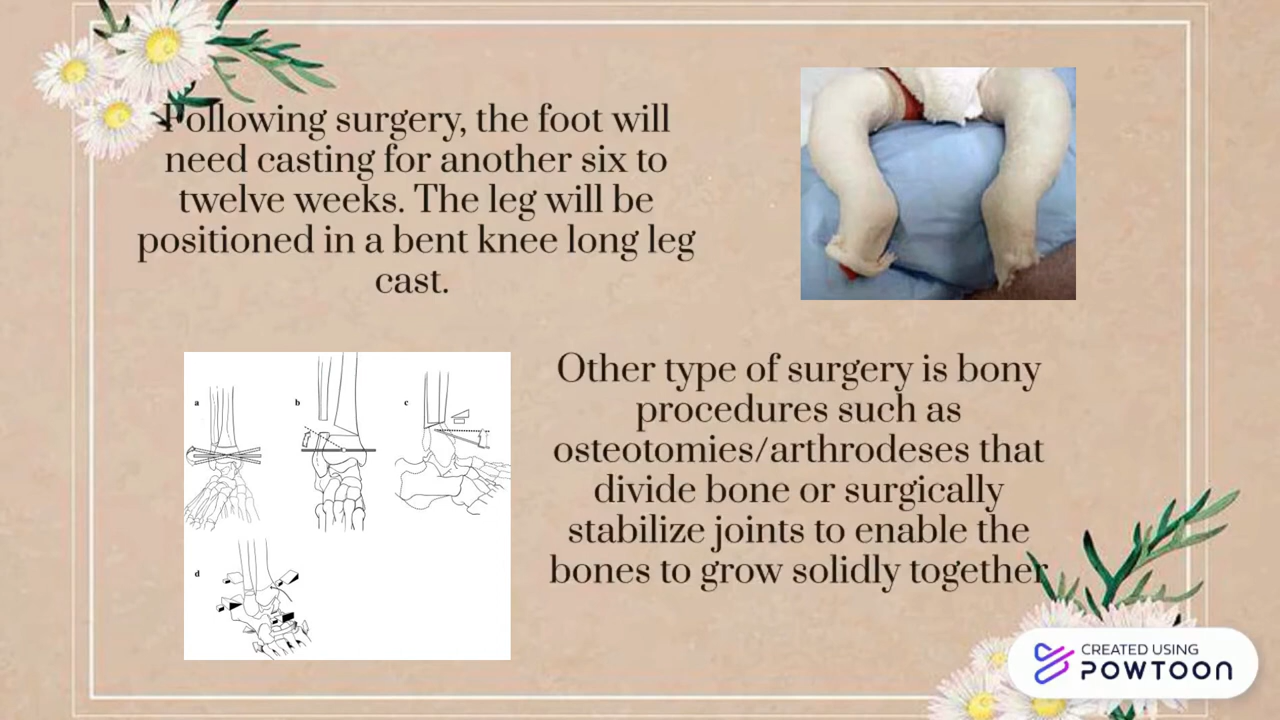 Following surgery, the foot will
need casting for another six to
twelve weeks. The leg will be
positioned in a bent knee long leg
cast.
a
b
c
d
Other type of surgery is bony
procedures such as
osteotomies/arthrodeses that
divide bone or surgically
stabilize joints to enable the
bones to grow solidly together
CREATED USING
POWTOON